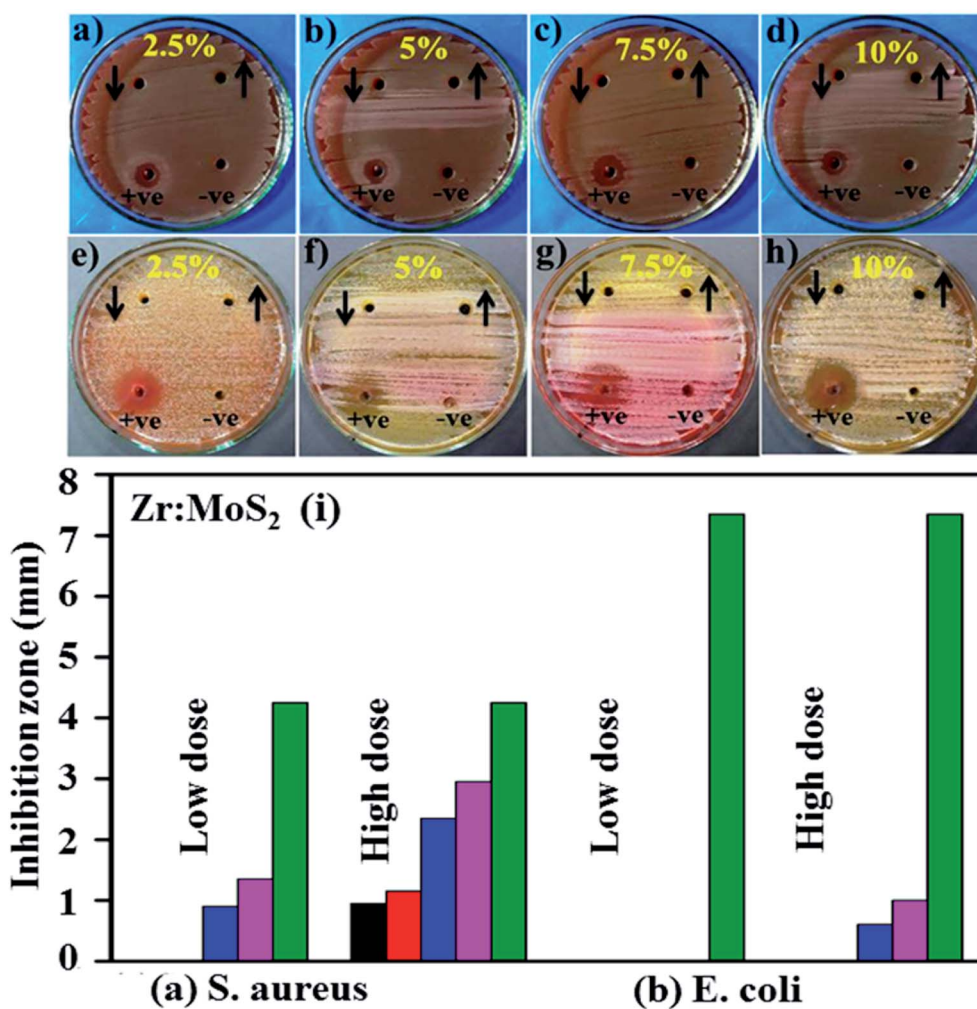 a) 2.5% b) 5% c) 7.5% d) 10%
+ve -ve +ve -ve +ve -ve +ve -ve
e) 2.5% f) 5% g) 7.5% h) 10%
+ve -ve +ve -ve +ve -ve +ve -ve
Zr:MoS₂ (i)
Inhibition zone (mm)
8
7
6
5
4
3
2
1
0
Low dose
High dose
Low dose
High dose
(a) S. aureus (b) E. coli